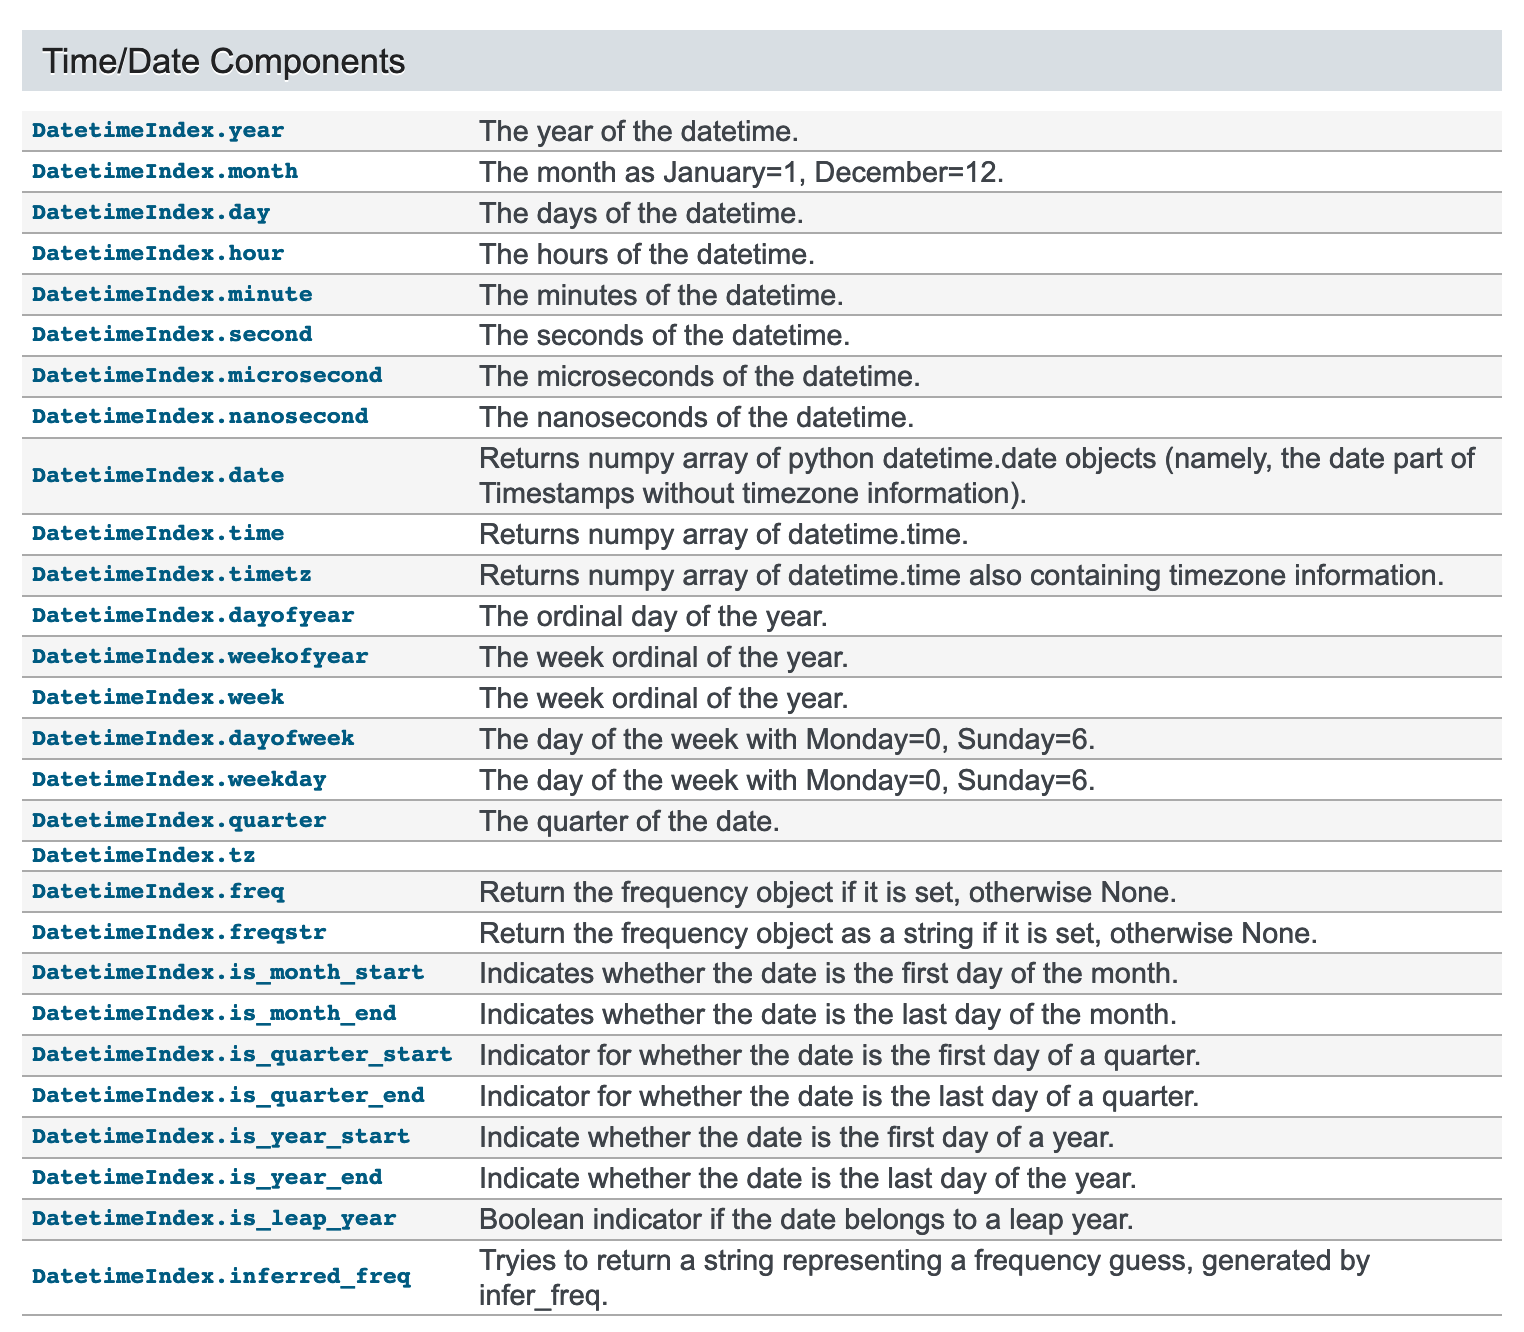 Time/Date Components
DatetimeIndex.year The year of the datetime.
DatetimeIndex.month The month as January=1, December=12.
DatetimeIndex.day The days of the datetime.
DatetimeIndex.hour The hours of the datetime.
DatetimeIndex.minute The minutes of the datetime.
DatetimeIndex.second The seconds of the datetime.
DatetimeIndex.microsecond The microseconds of the datetime.
DatetimeIndex.nanosecond The nanoseconds of the datetime.
DatetimeIndex.date Returns numpy array of python datetime.date objects (namely, the date part of
Timestamps without timezone information).
DatetimeIndex.time Returns numpy array of datetime.time.
DatetimeIndex.timetz Returns numpy array of datetime.time also containing timezone information.
DatetimeIndex.dayofyear The ordinal day of the year.
DatetimeIndex.weekofyear The week ordinal of the year.
DatetimeIndex.week The week ordinal of the year.
DatetimeIndex.dayofweek The day of the week with Monday=0, Sunday=6.
DatetimeIndex.weekday The day of the week with Monday=0, Sunday=6.
DatetimeIndex.quarter The quarter of the date.
DatetimeIndex.tz
DatetimeIndex.freq Return the frequency object if it is set, otherwise None.
DatetimeIndex.freqstr Return the frequency object as a string if it is set, otherwise None.
DatetimeIndex.is_month_start Indicates whether the date is the first day of the month.
DatetimeIndex.is_month_end Indicates whether the date is the last day of the month.
DatetimeIndex.is_quarter_start Indicator for whether the date is the first day of a quarter.
DatetimeIndex.is_quarter_end Indicator for whether the date is the last day of a quarter.
DatetimeIndex.is_year_start Indicate whether the date is the first day of a year.
DatetimeIndex.is_year_end Indicate whether the date is the last day of the year.
DatetimeIndex.is_leap_year Boolean indicator if the date belongs to a leap year.
DatetimeIndex.inferred_freq Tryies to return a string representing a frequency guess, generated by
infer_freq.